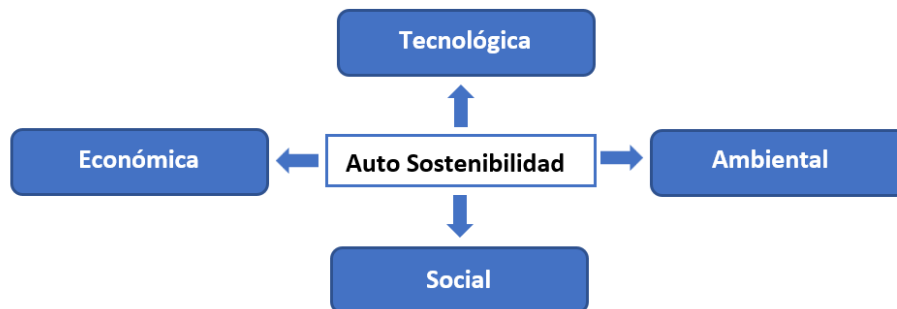 Tecnológica
Económica
Auto Sostenibilidad
Ambiental
Social